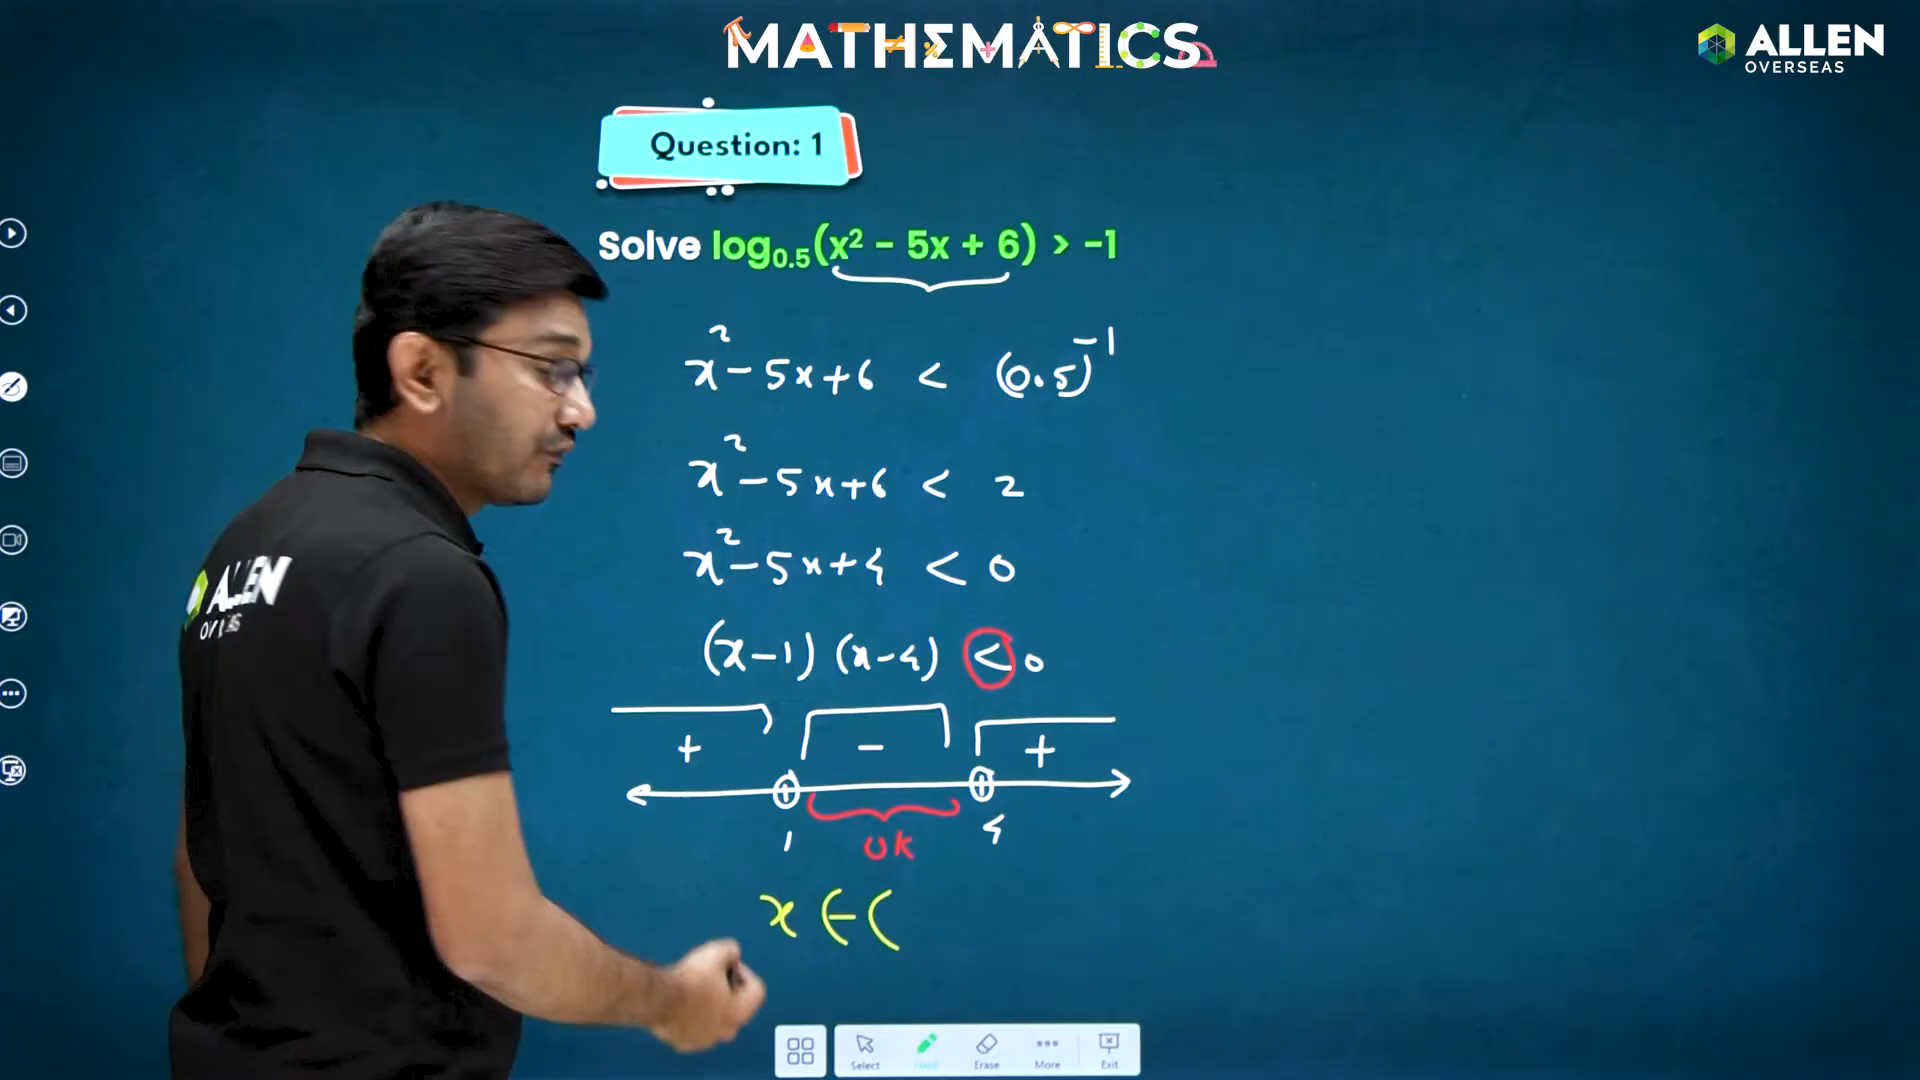 MATHEMATICS
ALLEN
OVERSEAS
Question: 1
Solve log₀.₅(x² - 5x + 6) > -1
x² - 5x + 6 < (0.5)⁻¹
x² - 5x + 6 < 2
x² - 5x + 4 < 0
(x - 1) (x - 4) < 0
+ - +
1 4
OK
x ∈ (
ALLEN
Select
Erase
More
Exit